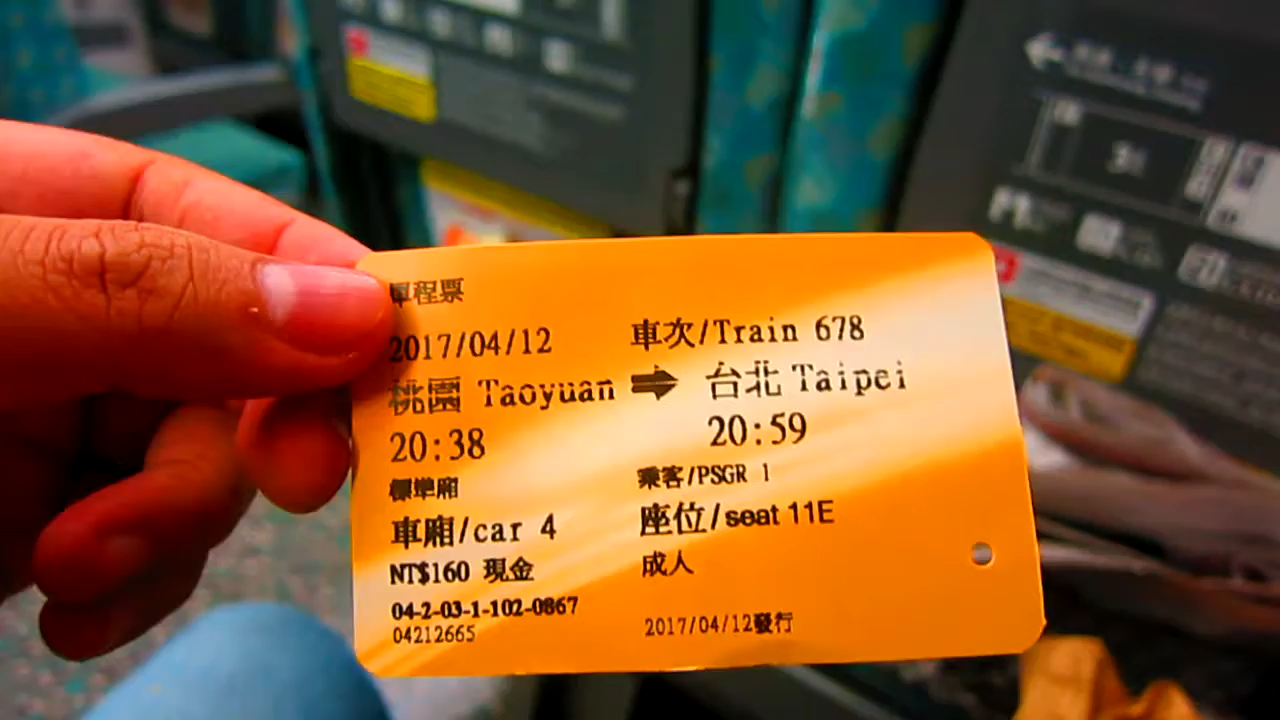 單程票
2017/04/12 車次/Train 678
桃園 Taoyuan ➡ 台北 Taipei
20:38 20:59
標準廂 乘客/PSGR 1
車廂/car 4 座位/seat 11E
NT$160 現金 成人
04-2-03-1-102-0867
04212665 2017/04/12發行